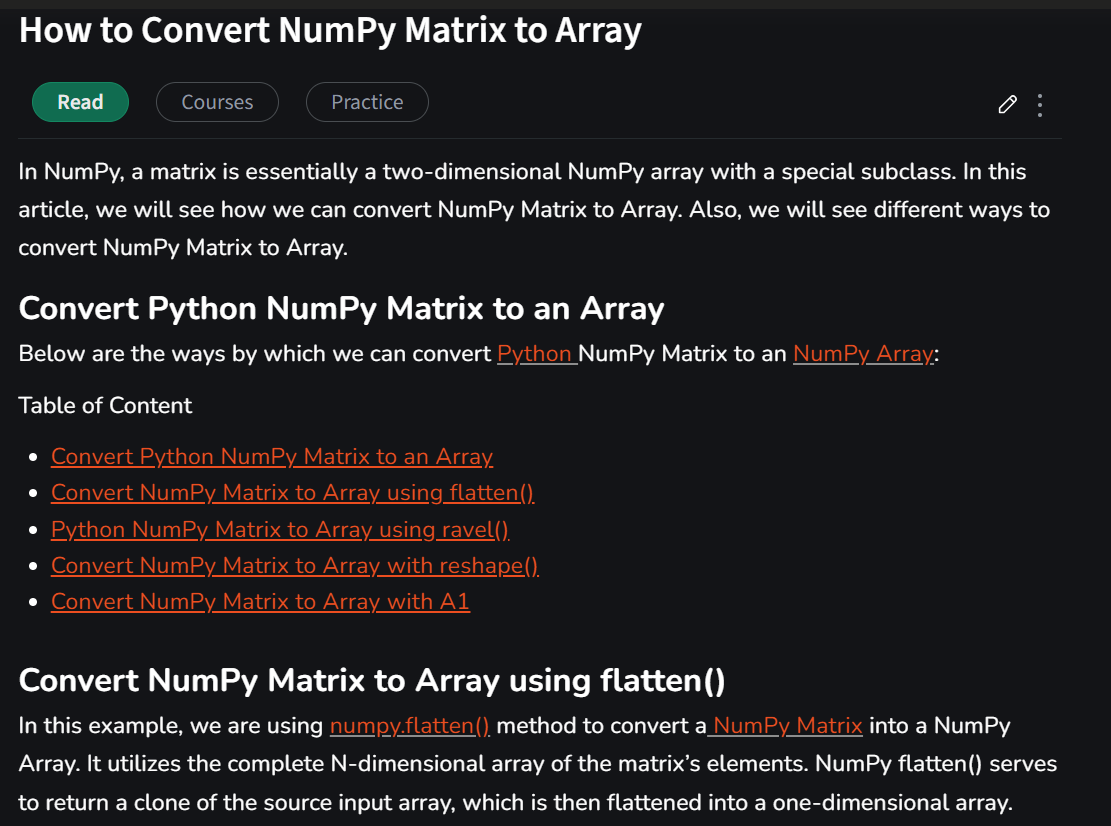 How to Convert NumPy Matrix to Array
Read Courses Practice
In NumPy, a matrix is essentially a two-dimensional NumPy array with a special subclass. In this
article, we will see how we can convert NumPy Matrix to Array. Also, we will see different ways to
convert NumPy Matrix to Array.
Convert Python NumPy Matrix to an Array
Below are the ways by which we can convert Python NumPy Matrix to an NumPy Array:
Table of Content
• Convert Python NumPy Matrix to an Array
• Convert NumPy Matrix to Array using flatten()
• Python NumPy Matrix to Array using ravel()
• Convert NumPy Matrix to Array with reshape()
• Convert NumPy Matrix to Array with A1
Convert NumPy Matrix to Array using flatten()
In this example, we are using numpy.flatten() method to convert a NumPy Matrix into a NumPy
Array. It utilizes the complete N-dimensional array of the matrix’s elements. NumPy flatten() serves
to return a clone of the source input array, which is then flattened into a one-dimensional array.